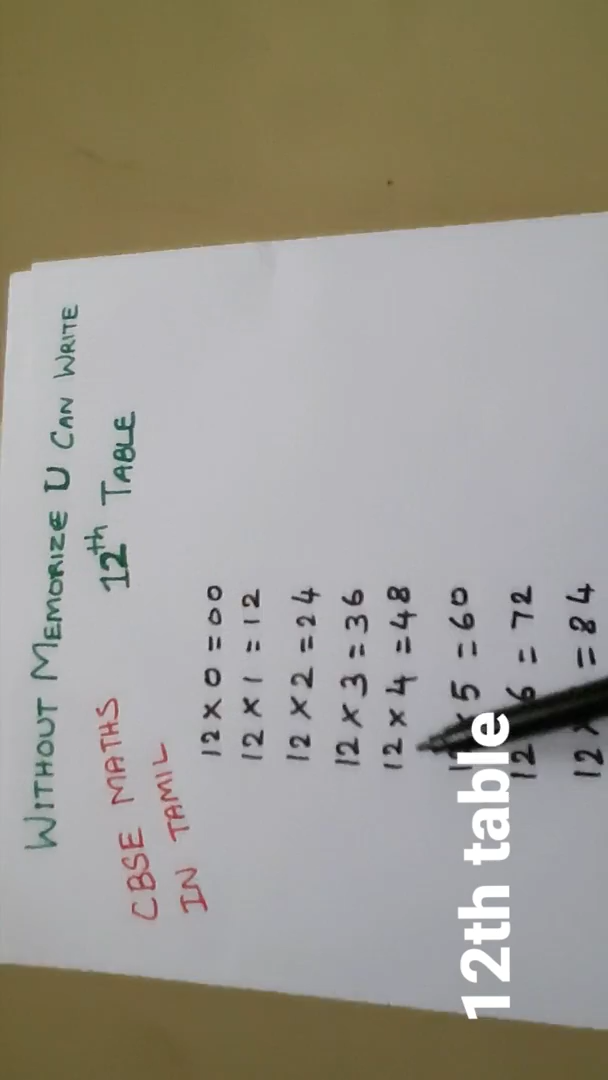 WITHOUT MEMORIZE U CAN WRITE
12th TABLE
CBSE MATHS
IN TAMIL
12 x 0 = 00
12 x 1 = 12
12 x 2 = 24
12 x 3 = 36
12 x 4 = 48
x 5 = 60
12 6 = 72
12 x = 84
12th table